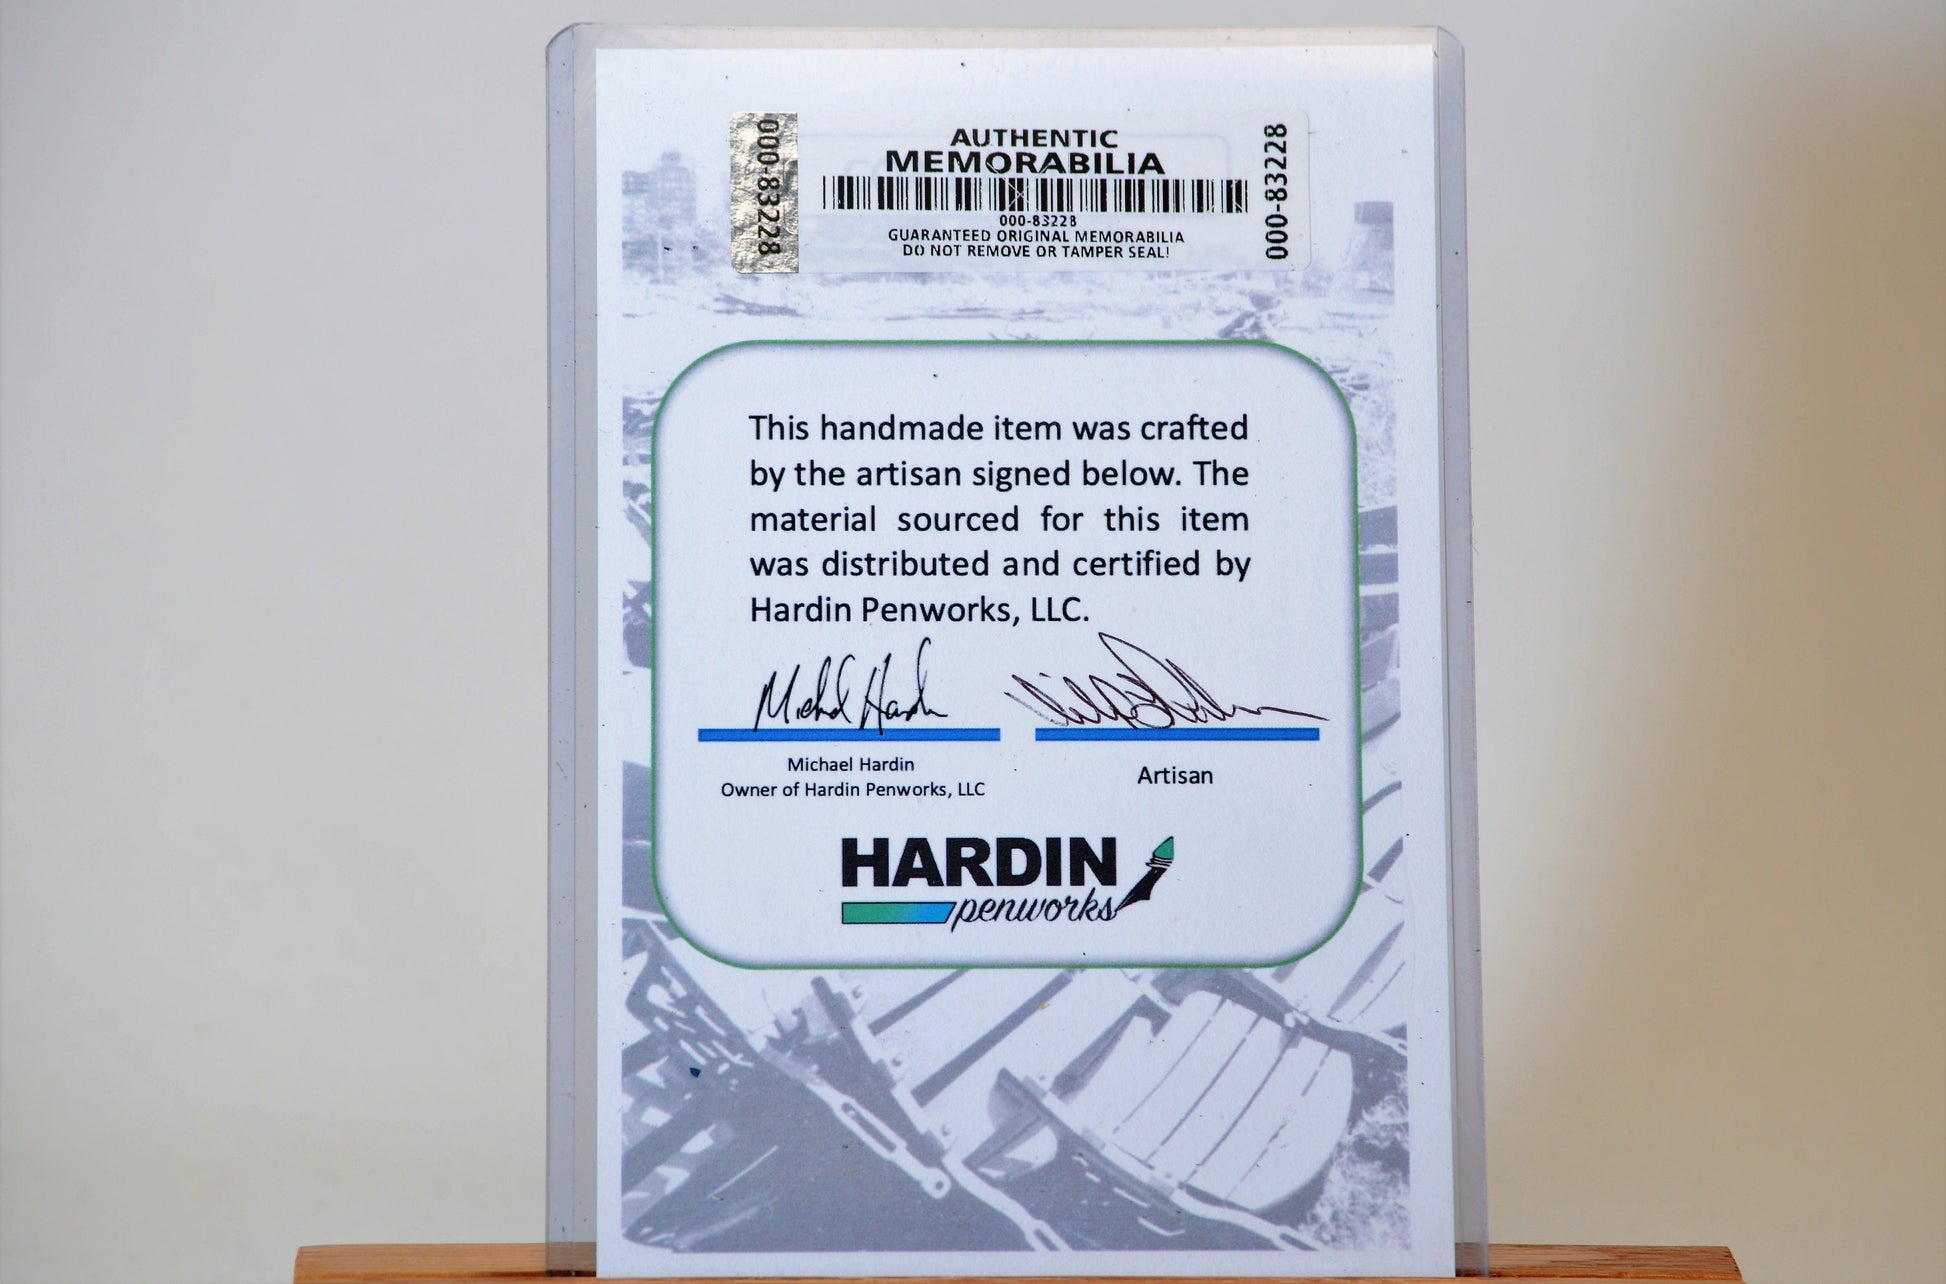 000-83228
AUTHENTIC
MEMORABILIA
000-83228
GUARANTEED ORIGINAL MEMORABILIA
DO NOT REMOVE OR TAMPER SEAL!
000-83228
This handmade item was crafted
by the artisan signed below. The
material sourced for this item
was distributed and certified by
Hardin Penworks, LLC.
Michael Hardin
Michael Hardin
Owner of Hardin Penworks, LLC
Artisan
HARDIN
penworks